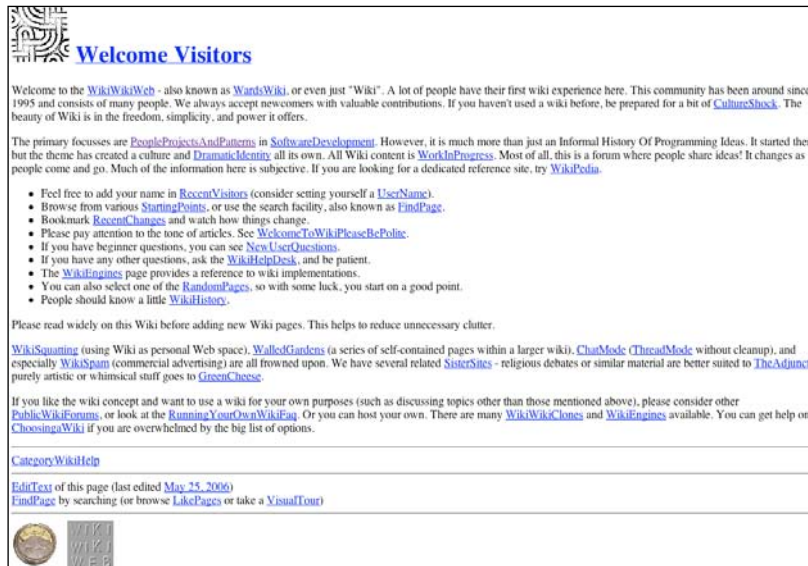 Welcome Visitors
Welcome to the WikiWikiWeb - also known as WardsWiki, or even just "Wiki". A lot of people have their first wiki experience here. This community has been around since
1995 and consists of many people. We always accept newcomers with valuable contributions. If you haven't used a wiki before, be prepared for a bit of CultureShock. The
beauty of Wiki is in the freedom, simplicity, and power it offers.
The primary focusses are PeopleProjectsAndPatterns in SoftwareDevelopment. However, it is much more than just an Informal History Of Programming Ideas. It started
but the theme has created a culture and DramaticIdentity all its own. All Wiki content is WorkInProgress. Most of all, this is a forum where people share ideas! It changes as
people come and go. Much of the information here is subjective. If you are looking for a dedicated reference site, try WikiPedia.
• Feel free to add your name in RecentVisitors (consider setting yourself a UserName).
• Browse from various StartingPoints, or use the search facility, also known as FindPage.
• Bookmark RecentChanges and watch how things change.
• Please pay attention to the tone of articles. See WelcomeToWikiPleaseBePolite.
• If you have beginner questions, you can see NewUserQuestions.
• If you have any other questions, ask the WikiHelpDesk, and be patient.
• The WikiEngines page provides a reference to wiki implementations.
• You can also select one of the RandomPages, so with some luck, you start on a good point.
• People should know a little WikiHistory.
Please read widely on this Wiki before adding new Wiki pages. This helps to reduce unnecessary clutter.
WikiSquatting (using Wiki as personal Web space), WalledGardens (a series of self-contained pages within a larger wiki), ChatMode (ThreadMode without cleanup), and
especially WikiSpam (commercial advertising) are all frowned upon. We have several related SisterSites - religious debates or similar material are better suited to TheAdjunc
purely artistic or whimsical stuff goes to GreenCheese.
If you like the wiki concept and want to use a wiki for your own purposes (such as discussing topics other than those mentioned above), please consider other
PublicWikiForums, or look at the RunningYourOwnWikiFaq. Or you can host your own. There are many WikiWikiClones and WikiEngines available. You can get help on
ChoosingaWiki if you are overwhelmed by the big list of options.
CategoryWikiHelp
EditText of this page (last edited May 25, 2006)
FindPage by searching (or browse LikePages or take a VisualTour)
WIKI
WIKI
WEB